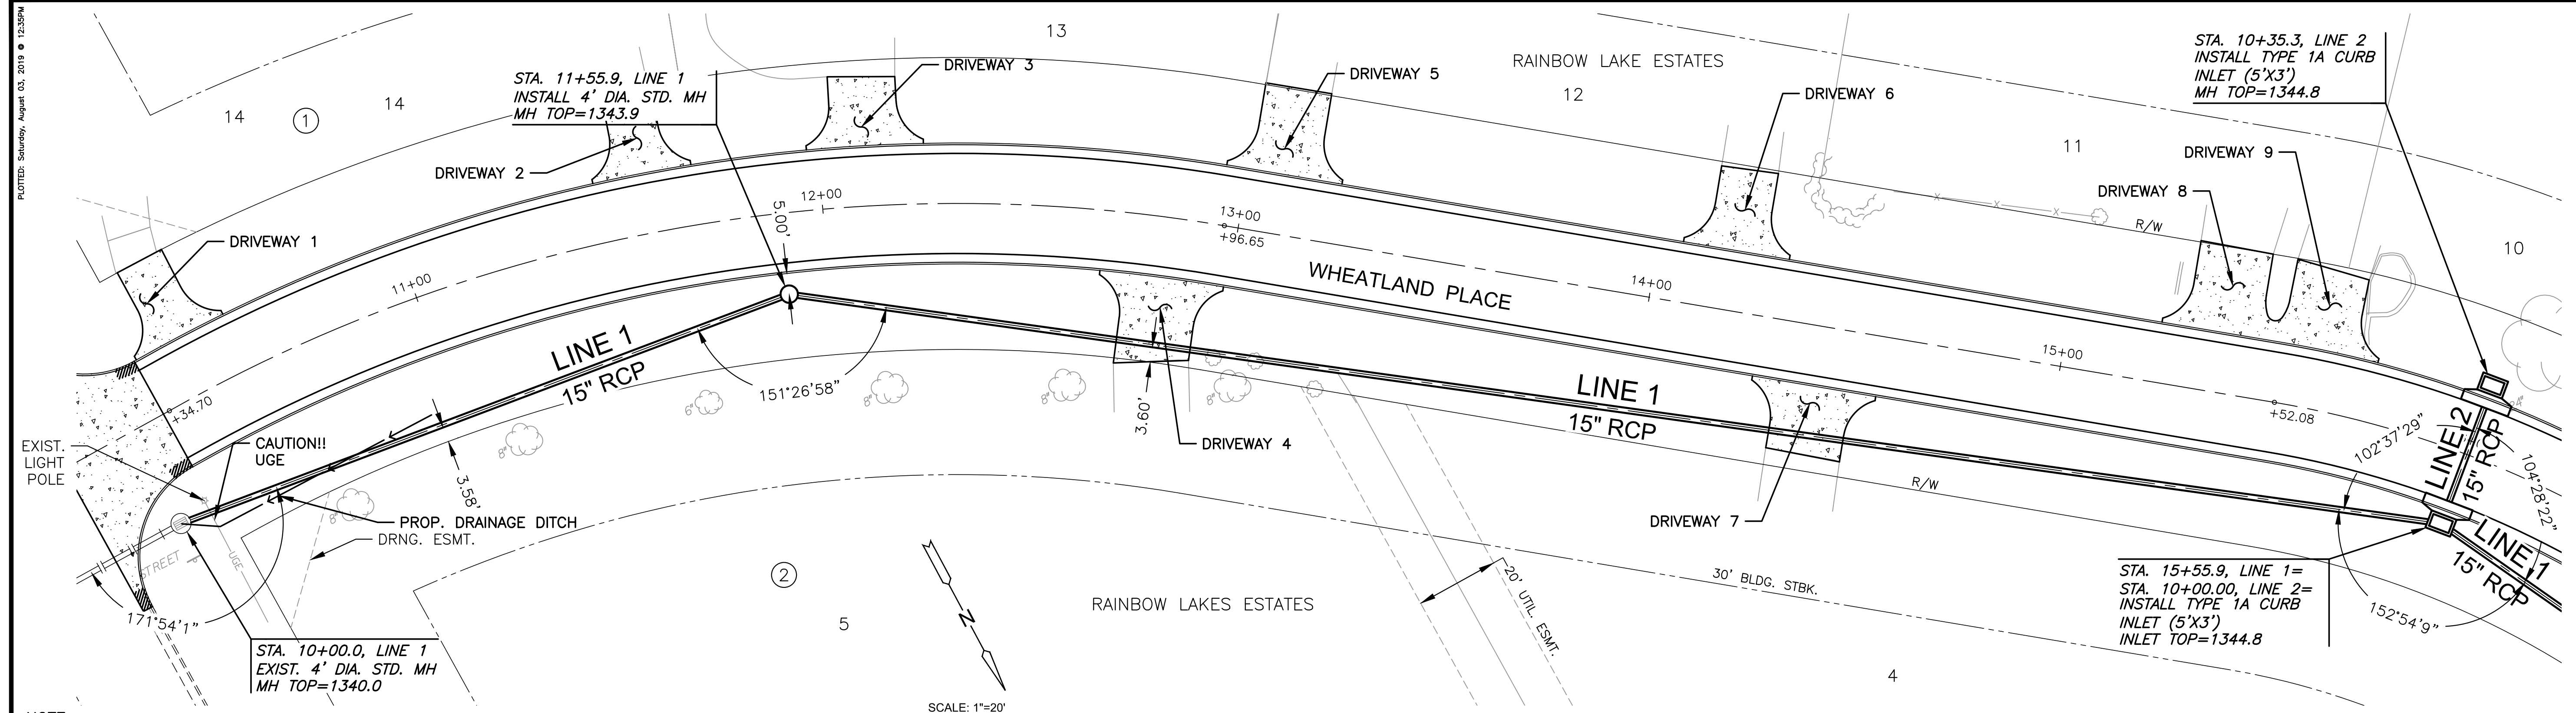 PLOTTED: Saturday, August 03, 2019 @ 12:35PM
14
1
14
STA. 11+55.9, LINE 1
INSTALL 4' DIA. STD. MH
MH TOP=1343.9
DRIVEWAY 3
13
DRIVEWAY 5
RAINBOW LAKE ESTATES
12
DRIVEWAY 6
11
STA. 10+35.3, LINE 2
INSTALL TYPE 1A CURB
INLET (5'X3')
MH TOP=1344.8
DRIVEWAY 9
DRIVEWAY 8
DRIVEWAY 2
DRIVEWAY 1
5.00'
12+00
13+00
+96.65
R/W
10
X
X
X
11+00
WHEATLAND PLACE
14+00
15+00
+52.08
24"
+34.70
LINE 1
15" RCP
151°26'58"
6"
8"
8"
8"
8"
8"
3.60'
DRIVEWAY 4
LINE 1
15" RCP
102°37'29"
LINE 2
15" RCP
104°28'22"
EXIST.
LIGHT
POLE
CAUTION!!
UGE
3.58'
PROP. DRAINAGE DITCH
DRNG. ESMT.
DRIVEWAY 7
R/W
STREET
UGE
171°54'1"
2
N
RAINBOW LAKES ESTATES
5
20' UTIL. ESMT.
30' BLDG. STBK.
4
LINE 1
15" RCP
152°54'9"
STA. 15+55.9, LINE 1=
STA. 10+00.00, LINE 2=
INSTALL TYPE 1A CURB
INLET (5'X3')
INLET TOP=1344.8
STA. 10+00.0, LINE 1
EXIST. 4' DIA. STD. MH
MH TOP=1340.0
SCALE: 1"=20'